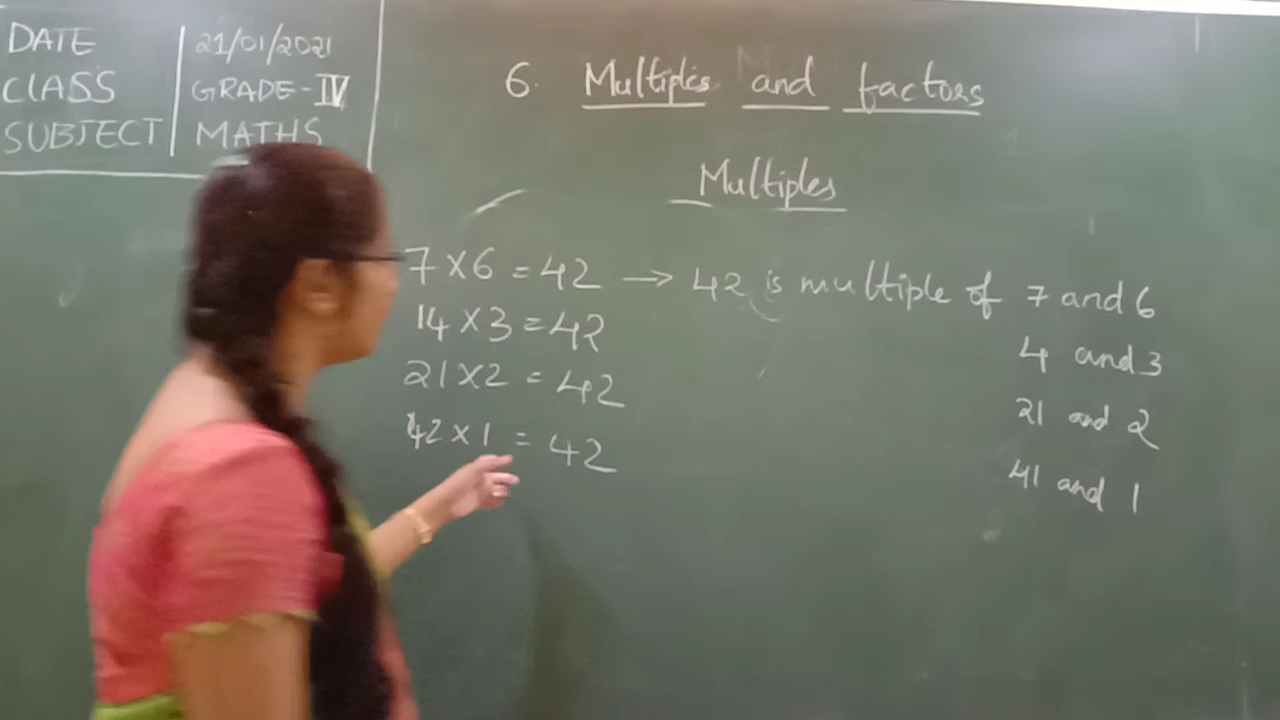 DATE 21/01/2021
CLASS GRADE-IV
SUBJECT MATHS
6. Multiples and factors
Multiples
7 x 6 = 42 → 42 is multiple of 7 and 6
14 x 3 = 42 4 and 3
21 x 2 = 42 21 and 2
42 x 1 = 42 41 and 1